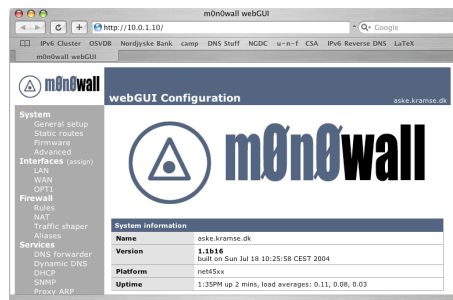 m0n0wall webGUI
http://10.0.1.10/
Google
IPv6 Cluster OSVDB Nordjyske Bank camp DNS Stuff NGDC u-n-f CSA IPv6 Reverse DNS LaTeX
m0n0wall webGUI
mØnØwall
webGUI Configuration
aske.kramse.dk
System
General setup
Static routes
Firmware
Advanced
Interfaces (assign)
LAN
WAN
OPT1
Firewall
Rules
NAT
Traffic shaper
Aliases
Services
DNS forwarder
Dynamic DNS
DHCP
SNMP
Proxy ARP
mØnØwall
System information
Name aske.kramse.dk
Version 1.1b16
built on Sun Jul 18 10:25:58 CEST 2004
Platform net45xx
Uptime 1:35PM up 2 mins, load averages: 0.11, 0.08, 0.03